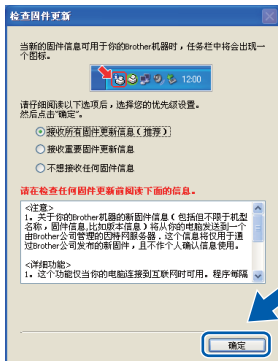 检查固件更新
当新的固件信息可用于你的Brother机器时，任务栏中将会出现一
个图标。
12:00
请仔细阅读以下选项后，选择您的优先级设置。
然后点击"确定"。
接收所有固件更新信息（推荐）
接收重要固件更新信息
不想接收任何固件信息
请在检查任何固件更新前阅读下面的信息。
<注意>
1。关于你的Brother机器的新固件信息（包括但不限于机型
名称，固件信息,比如版本信息）将从你的电脑发送到一个
由Brother公司管理的因特网服务器．这个信息将仅用于通
过Brother公司发布的新固件，且不作个人确认信息使用。
<详细功能>
1。这个功能仅当你的电脑连接到互联网时可用。程序每隔
确定